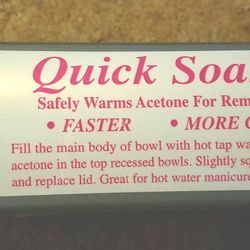 Quick Soa
Safely Warms Acetone For Rem
• FASTER • MORE
Fill the main body of bowl with hot tap wa
acetone in the top recessed bowls. Slightly sq
and replace lid. Great for hot water manicure